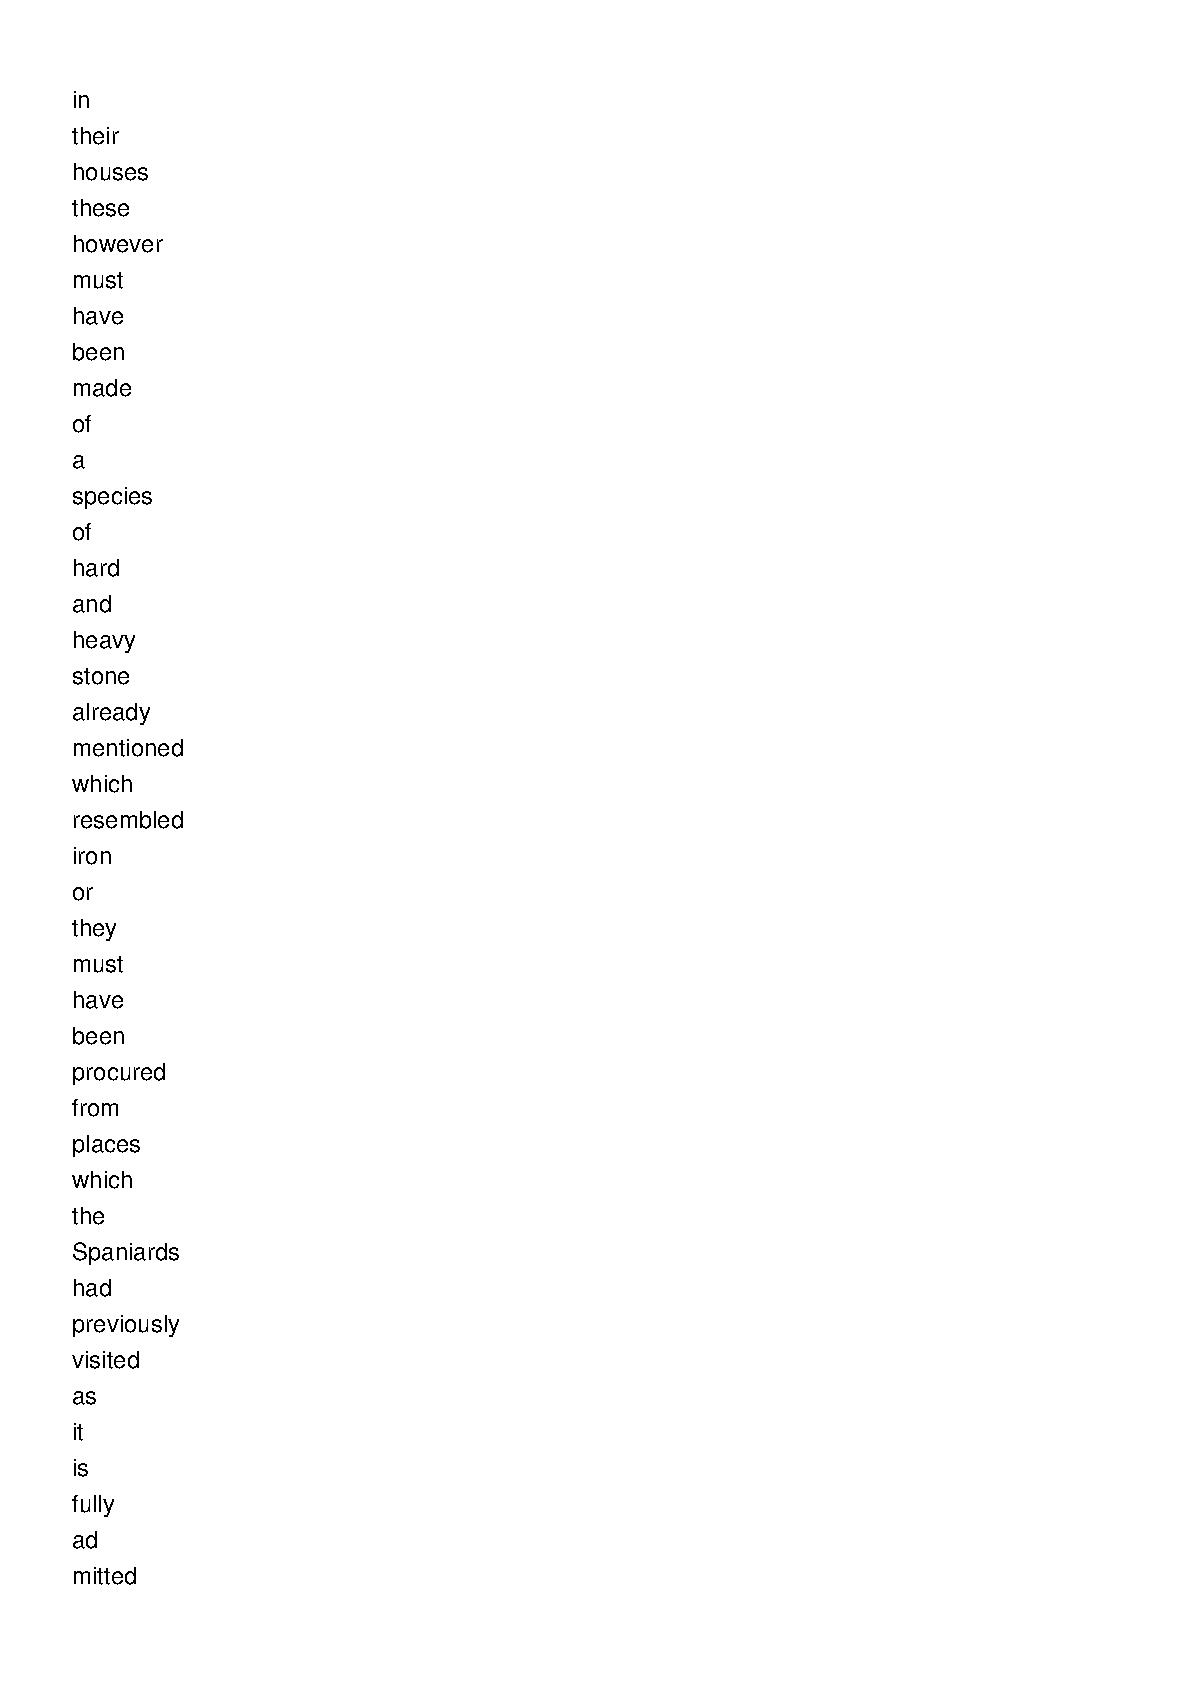 in
their
houses
these
however
must
have
been
made
of
a
species
of
hard
and
heavy
stone
already
mentioned
which
resembled
iron
or
they
must
have
been
procured
from
places
which
the
Spaniards
had
previously
visited
as
it
is
fully
ad
mitted